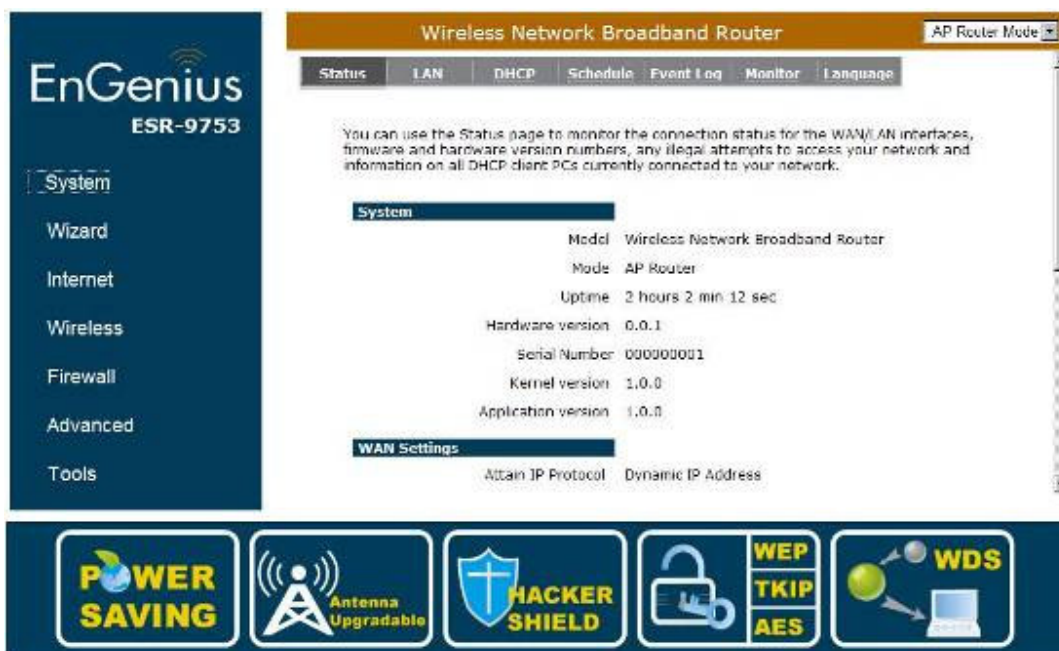 Wireless Network Broadband Router
AP Router Mode
EnGenius
ESR-9753
Status LAN DHCP Schedule Event Log Monitor Language
You can use the Status page to monitor the connection status for the WAN/LAN interfaces,
firmware and hardware version numbers, any illegal attempts to access your network and
information on all DHCP client PCs currently connected to your network.
System
Wizard
Internet
Wireless
Firewall
Advanced
Tools
System
Model Wireless Network Broadband Router
Mode AP Router
Uptime 2 hours 2 min 12 sec
Hardware version 0.0.1
Serial Number 000000001
Kernel version 1.0.0
Application version 1.0.0
WAN Settings
Attain IP Protocol Dynamic IP Address
POWER
SAVING
Antenna
Upgradable
HACKER
SHIELD
WEP
TKIP
AES
WDS